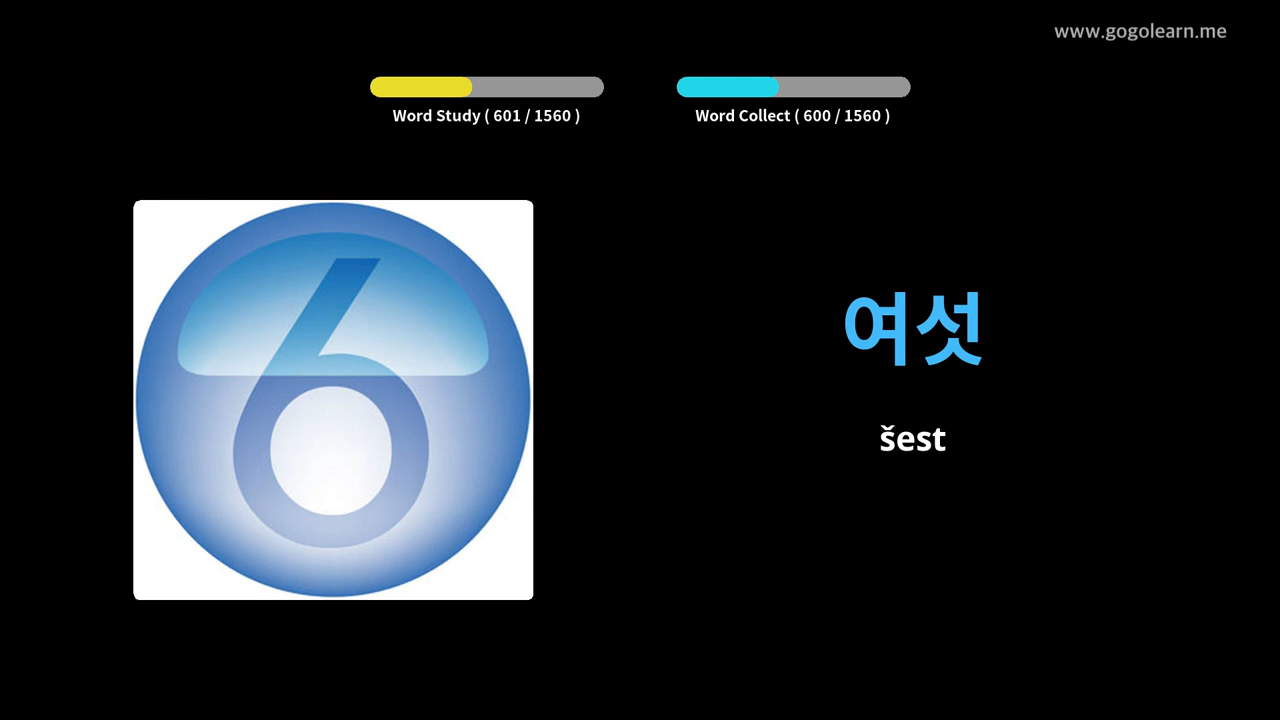 www.gogolearn.me
Word Study ( 601 / 1560 )
Word Collect ( 600 / 1560 )
6
여섯
šest